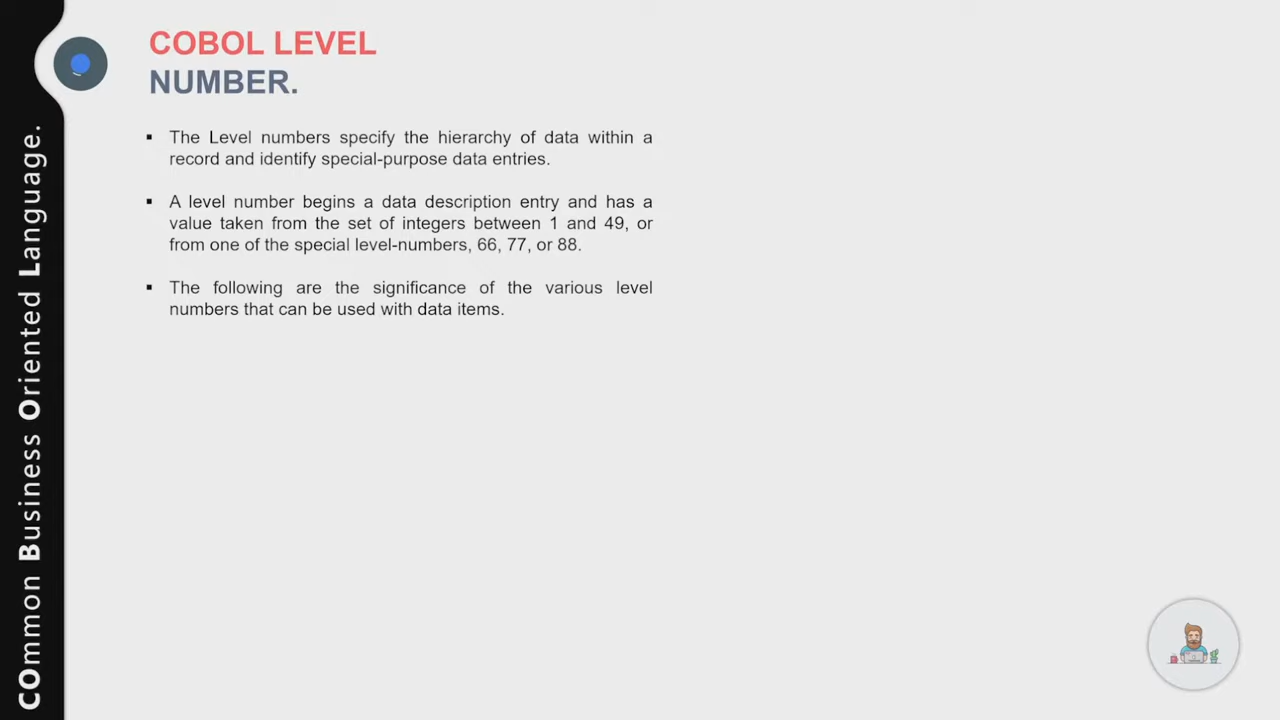 COBOL LEVEL
NUMBER.
▪ The Level numbers specify the hierarchy of data within a
record and identify special-purpose data entries.
▪ A level number begins a data description entry and has a
value taken from the set of integers between 1 and 49, or
from one of the special level-numbers, 66, 77, or 88.
▪ The following are the significance of the various level
numbers that can be used with data items.
COmmon Business Oriented Language.